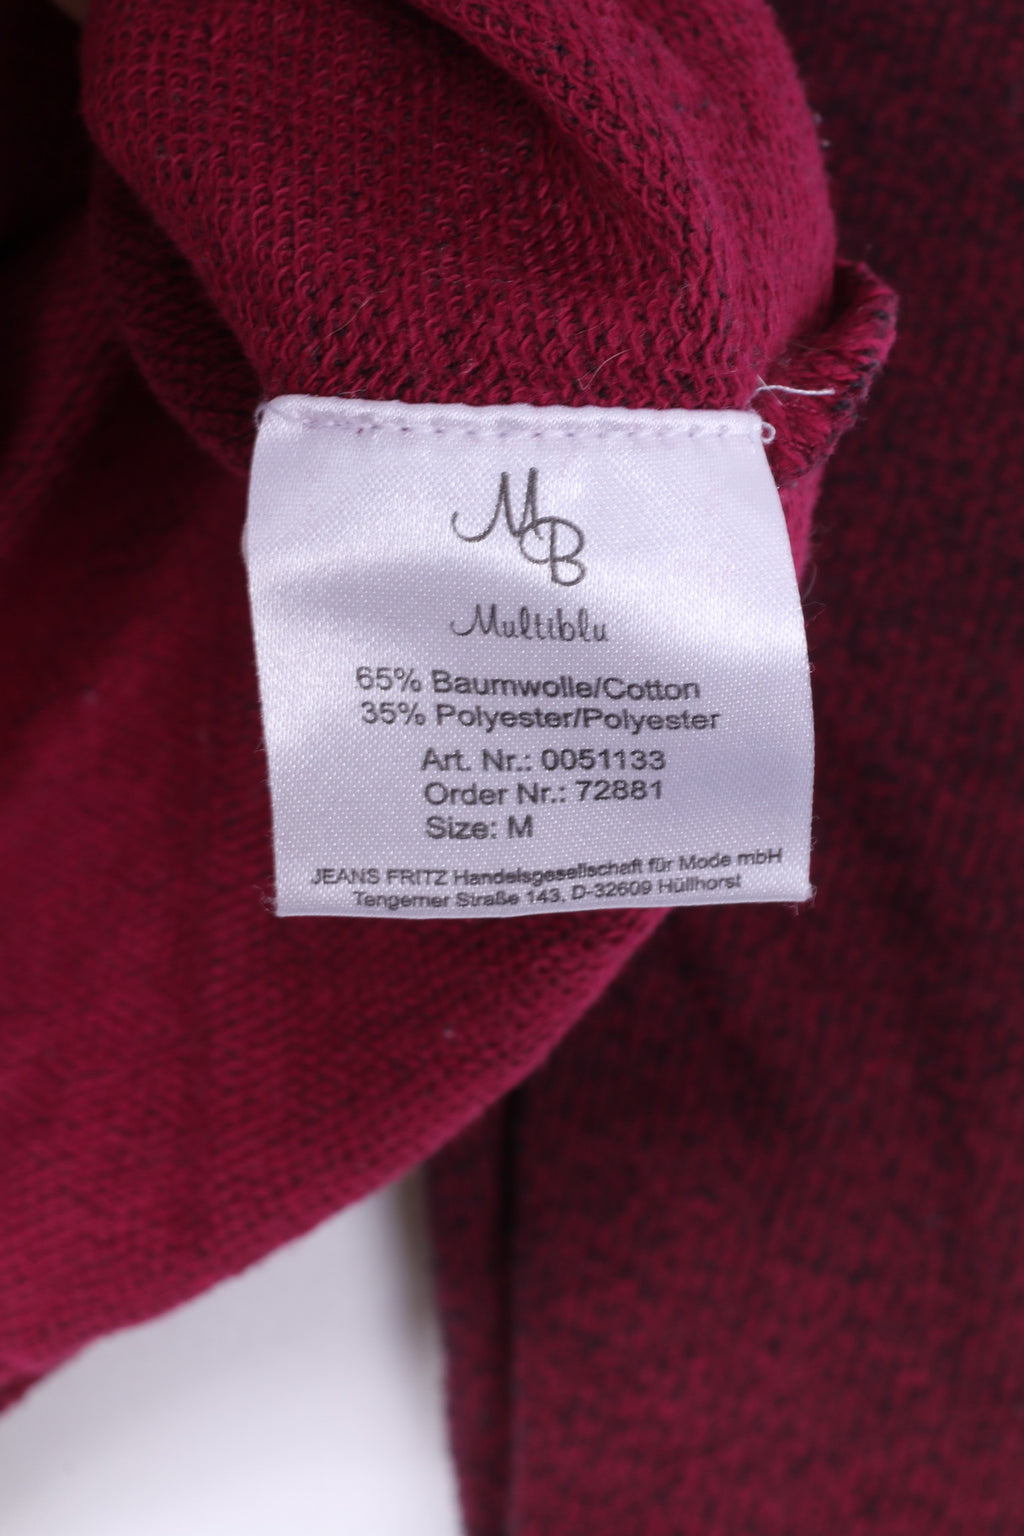 MB
Multiblu
65% Baumwolle/Cotton
35% Polyester/Polyester
Art. Nr.: 0051133
Order Nr.: 72881
Size: M
JEANS FRITZ Handelsgesellschaft für Mode mbH
Tengerner Straße 143, D-32609 Hüllhorst